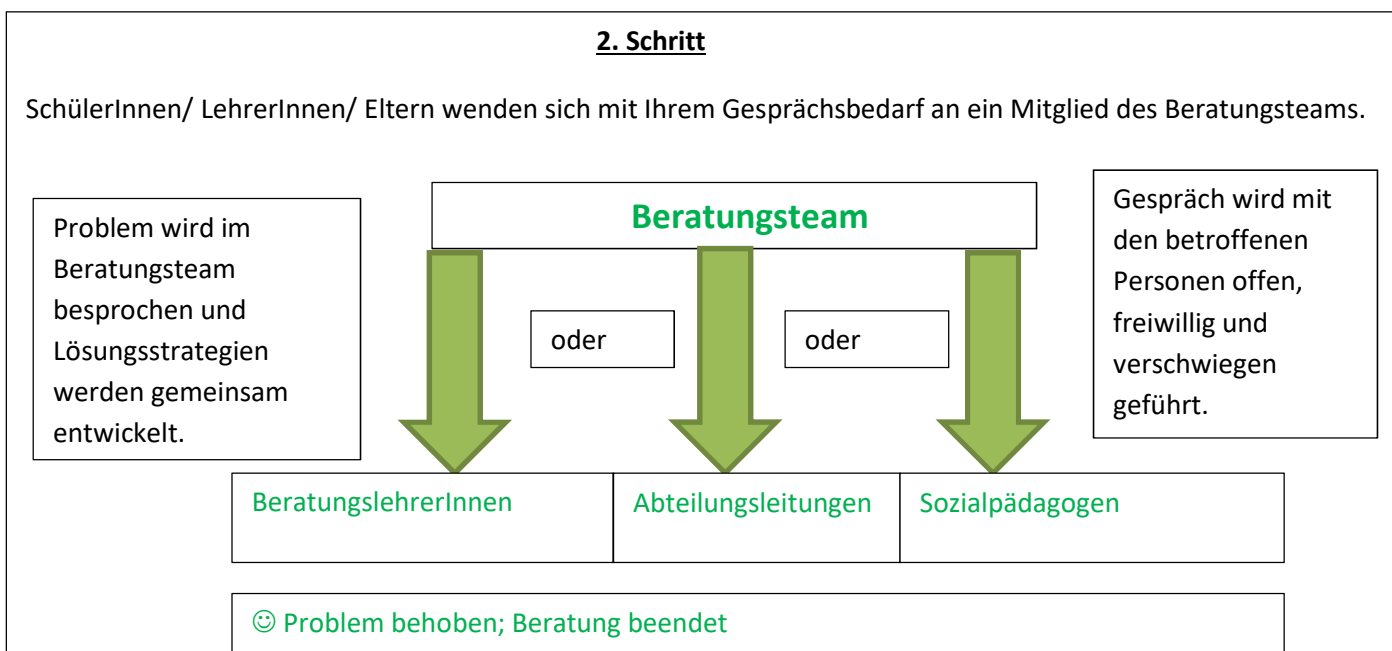 2. Schritt
SchülerInnen/ LehrerInnen/ Eltern wenden sich mit Ihrem Gesprächsbedarf an ein Mitglied des Beratungsteams.
Problem wird im
Beratungsteam
besprochen und
Lösungsstrategien
werden gemeinsam
entwickelt.
Beratungsteam
oder
oder
Gespräch wird mit
den betroffenen
Personen offen,
freiwillig und
verschwiegen
geführt.
BeratungslehrerInnen
Abteilungsleitungen
Sozialpädagogen
☺ Problem behoben; Beratung beendet